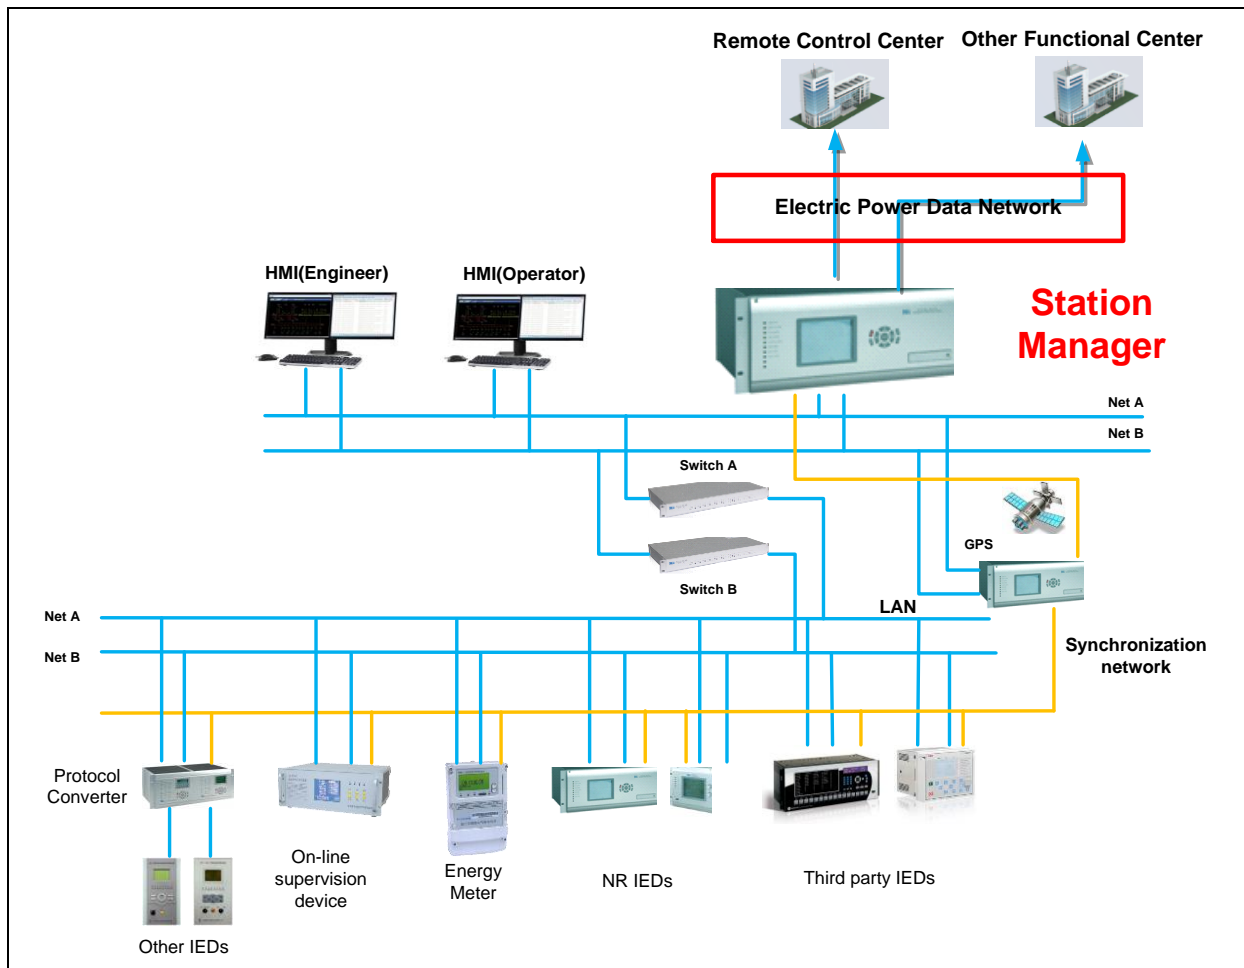 Remote Control Center
Other Functional Center
Electric Power Data Network
HMI(Engineer)
HMI(Operator)
Station
Manager
Net A
Net B
Switch A
GPS
Switch B
LAN
Net A
Net B
Synchronization
network
Protocol
Converter
On-line
supervision
device
Energy
Meter
NR IEDs
Third party IEDs
Other IEDs